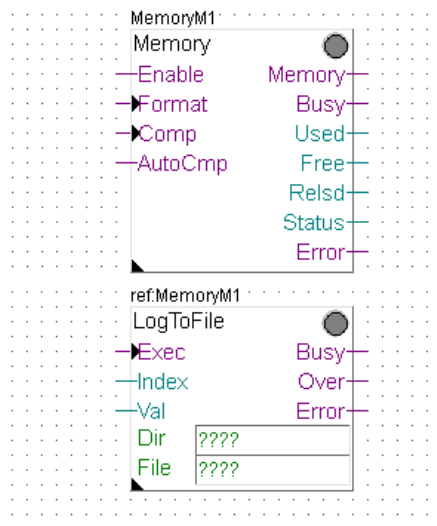 MemoryM1
Memory
Enable Memory
Format Busy
Comp Used
AutoCmp Free
Relsd
Status
Error
ref:MemoryM1
LogToFile
Exec Busy
Index Over
Val Error
Dir ????
File ????